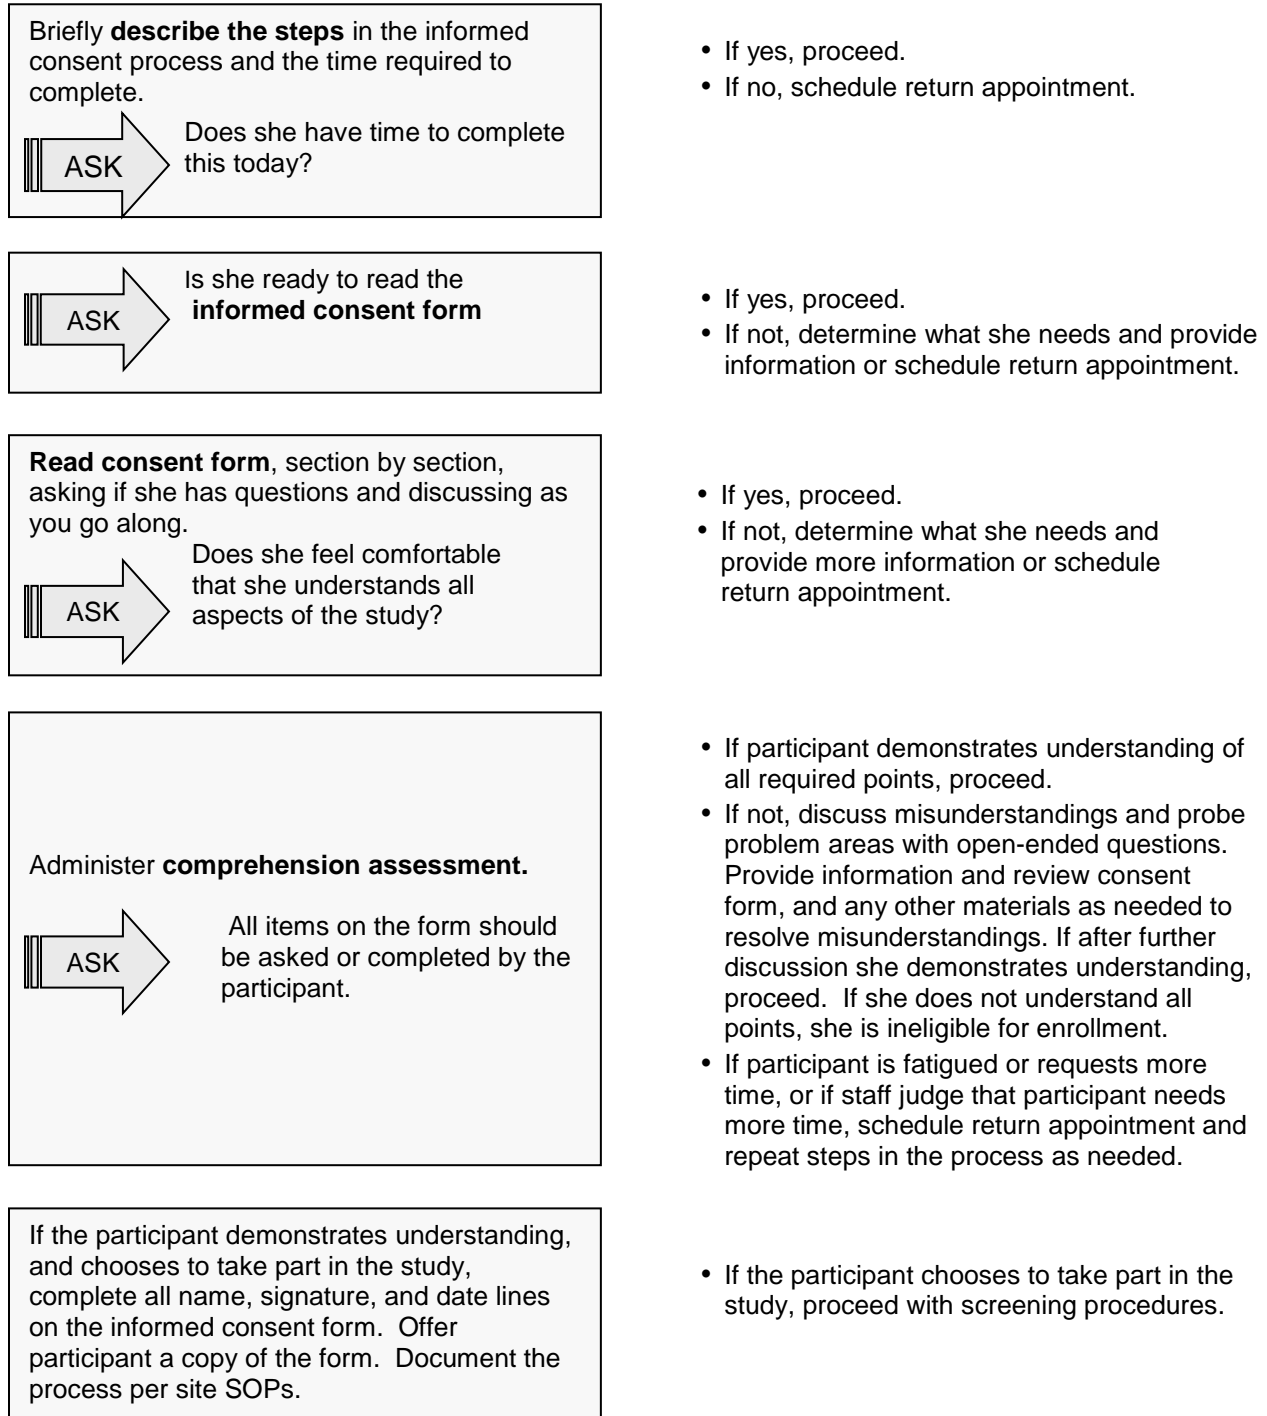 Briefly describe the steps in the informed
consent process and the time required to
complete.
ASK
Does she have time to complete
this today?
• If yes, proceed.
• If no, schedule return appointment.
ASK
Is she ready to read the
informed consent form
• If yes, proceed.
• If not, determine what she needs and provide
information or schedule return appointment.
Read consent form, section by section,
asking if she has questions and discussing as
you go along.
ASK
Does she feel comfortable
that she understands all
aspects of the study?
• If yes, proceed.
• If not, determine what she needs and
provide more information or schedule
return appointment.
Administer comprehension assessment.
ASK
All items on the form should
be asked or completed by the
participant.
• If participant demonstrates understanding of
all required points, proceed.
• If not, discuss misunderstandings and probe
problem areas with open-ended questions.
Provide information and review consent
form, and any other materials as needed to
resolve misunderstandings. If after further
discussion she demonstrates understanding,
proceed. If she does not understand all
points, she is ineligible for enrollment.
• If participant is fatigued or requests more
time, or if staff judge that participant needs
more time, schedule return appointment and
repeat steps in the process as needed.
If the participant demonstrates understanding,
and chooses to take part in the study,
complete all name, signature, and date lines
on the informed consent form. Offer
participant a copy of the form. Document the
process per site SOPs.
• If the participant chooses to take part in the
study, proceed with screening procedures.